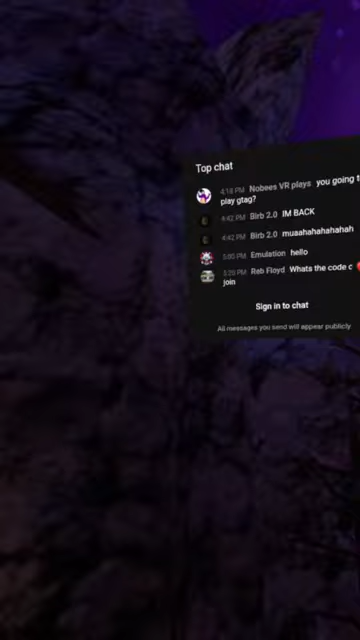 Top chat
4:18 PM Nobees VR plays you going t
play gtag?
4:42 PM Birb 2.0 IM BACK
4:42 PM Birb 2.0 muaahahahahahah
5:00 PM Emulation hello
5:20 PM Reb Floyd Whats the code c
join
Sign in to chat
All messages you send will appear publicly